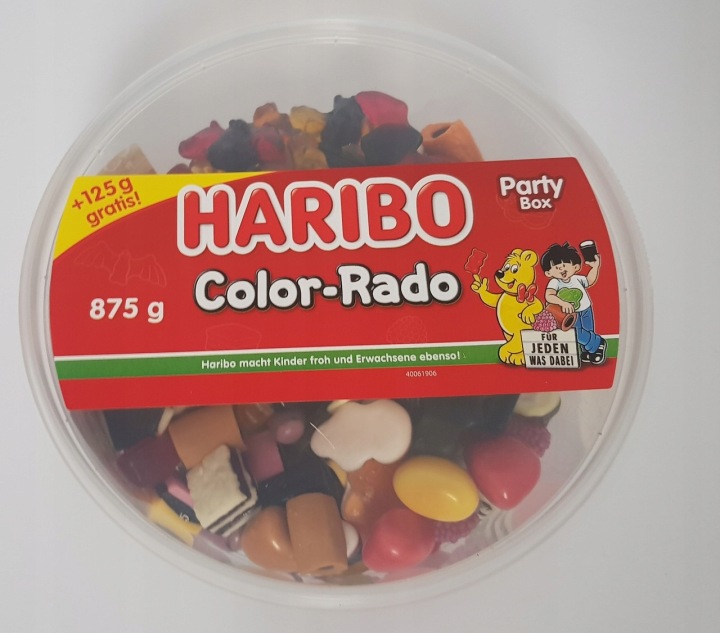 +125g
gratis!
HARIBO
Party
Box
Color-Rado
875 g
FÜR
JEDEN
WAS DABEI
Haribo macht Kinder froh und Erwachsene ebenso!
40061906